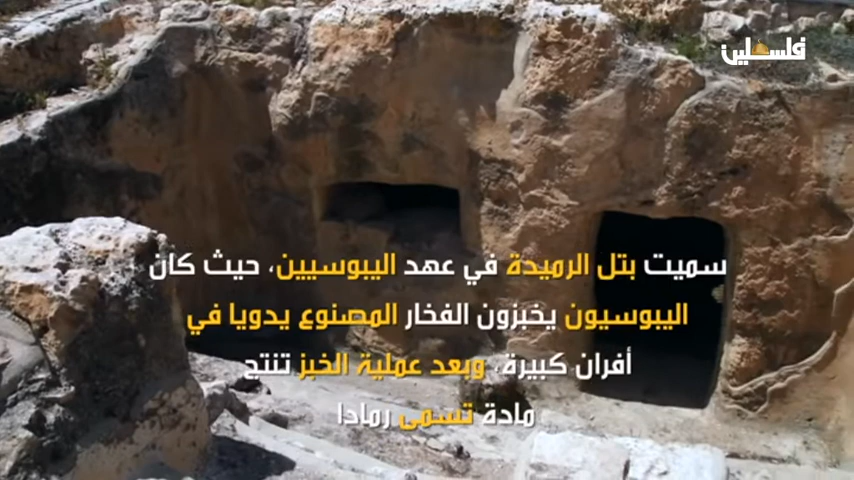 فلسطين
سميت بتل الرميدة في عهد اليبوسيين، حيث كان
اليبوسيون يخبزون الفخار المصنوع يدويا في
أفران كبيرة، وبعد عملية الخبز تنتج
مادة تسمى رمادا